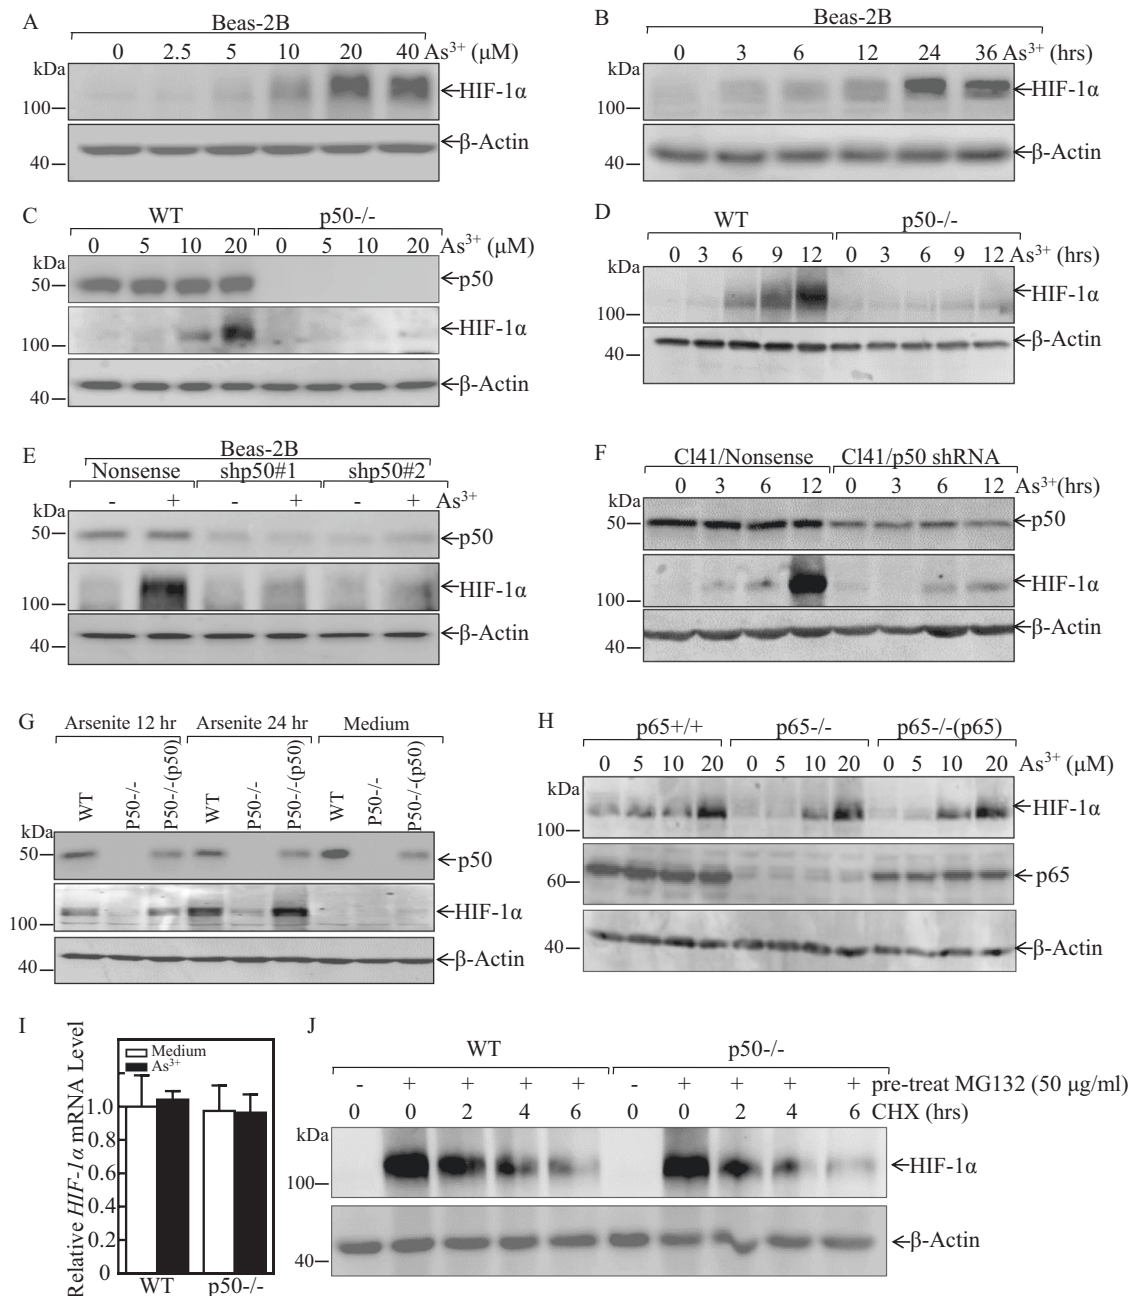 A
Beas-2B
0 2.5 5 10 20 40 As³⁺ (μM)
kDa
100
HIF-1α
40
β-Actin
B
Beas-2B
0 3 6 12 24 36 As³⁺ (hrs)
kDa
100
HIF-1α
40
β-Actin
C
WT p50-/-
0 5 10 20 0 5 10 20 As³⁺ (μM)
kDa
50
p50
HIF-1α
100
40
β-Actin
D
WT p50-/-
0 3 6 9 12 0 3 6 9 12 As³⁺ (hrs)
kDa
HIF-1α
100
β-Actin
40
E
Beas-2B
Nonsense shp50#1 shp50#2
- + - + - + As³⁺
kDa
50
p50
HIF-1α
100
β-Actin
40
F
Cl41/Nonsense Cl41/p50 shRNA
0 3 6 12 0 3 6 12 As³⁺(hrs)
kDa
50
p50
HIF-1α
100
β-Actin
40
G
Arsenite 12 hr Arsenite 24 hr Medium
WT P50-/- P50-/-(p50) WT P50-/- P50-/-(p50) WT P50-/- P50-/-(p50)
kDa
50
p50
HIF-1α
100
β-Actin
40
H
p65+/+ p65-/- p65-/-(p65)
0 5 10 20 0 5 10 20 0 5 10 20 As³⁺ (μM)
kDa
HIF-1α
100
60
p65
40
β-Actin
I
Relative HIF-1α mRNA Level
Medium
As³⁺
1.0
0.8
0.6
0.4
0.2
0
WT p50-/-
J
WT p50-/-
- + + + + - + + + + pre-treat MG132 (50 μg/ml)
0 0 2 4 6 0 0 2 4 6 CHX (hrs)
kDa
HIF-1α
100
β-Actin
40